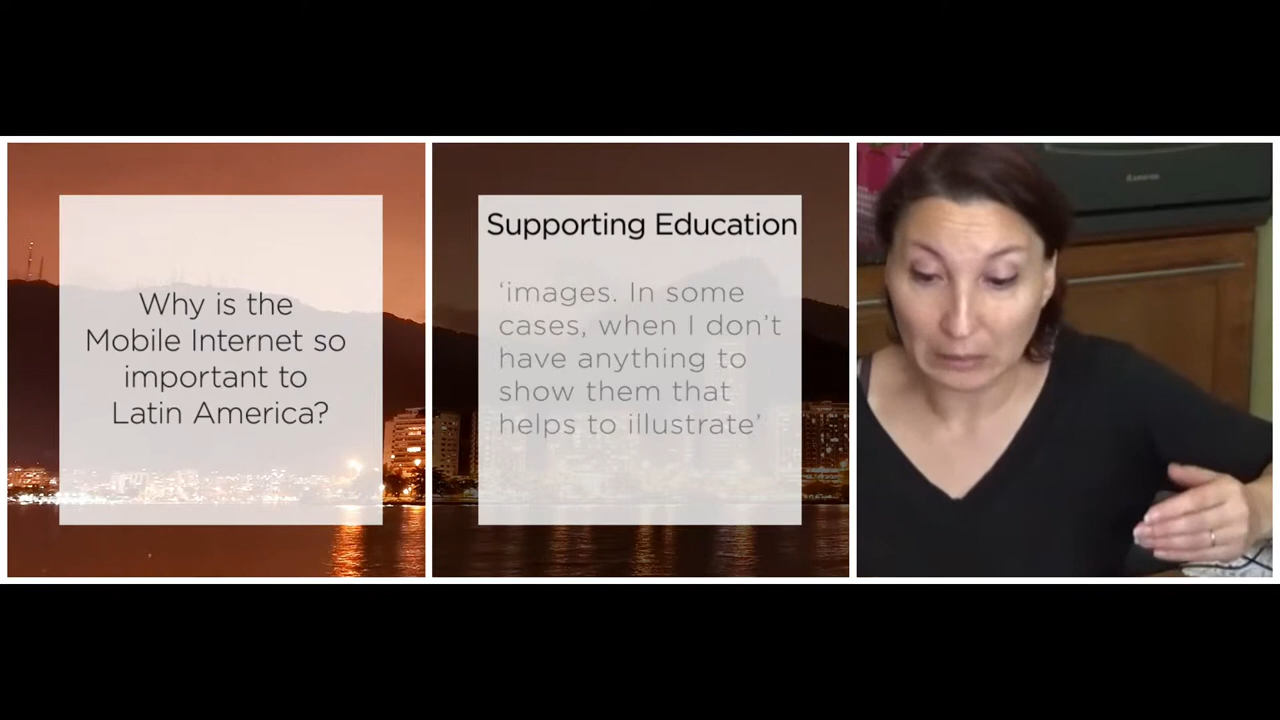 Why is the
Mobile Internet so
important to
Latin America?
Supporting Education
‘images. In some
cases, when I don’t
have anything to
show them that
helps to illustrate’